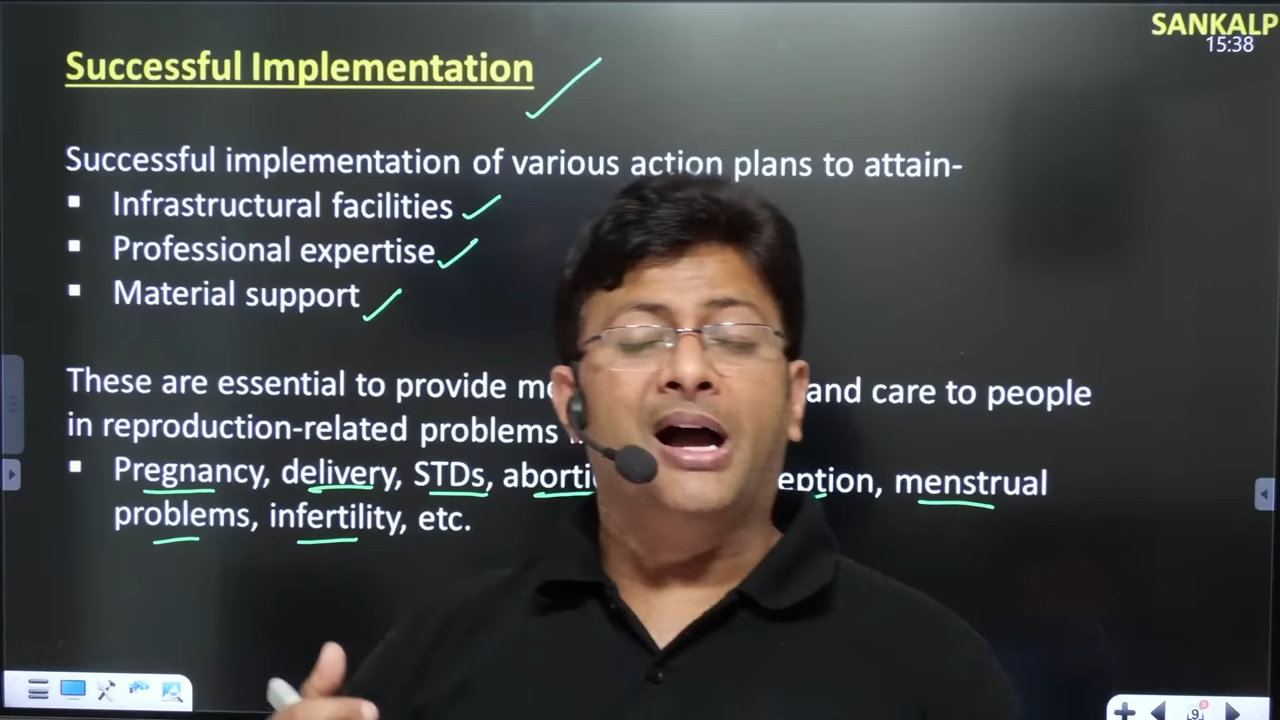 SANKALP
15:38
Successful Implementation
Successful implementation of various action plans to attain-
▪ Infrastructural facilities
▪ Professional expertise
▪ Material support
These are essential to provide and care to people
in reproduction-related problems
▪ Pregnancy, delivery, STDs, menstrual
problems, infertility, etc.
9